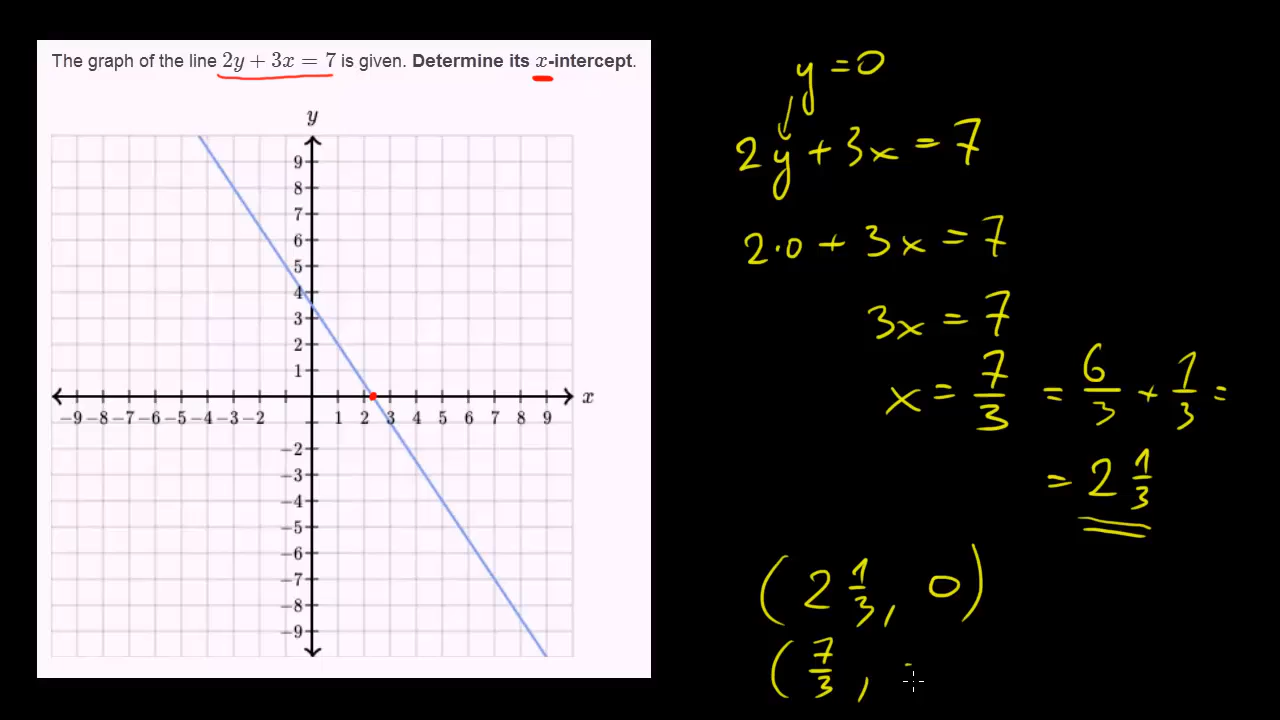 The graph of the line 2y + 3x = 7 is given. Determine its x-intercept.
y
9
8
7
6
5
4
3
2
1
x
−9 −8 −7 −6 −5 −4 −3 −2 1 2 3 4 5 6 7 8 9
−2
−3
−4
−5
−6
−7
−8
−9
y = 0
2y + 3x = 7
2·0 + 3x = 7
3x = 7
x = 7/3 = 6/3 + 1/3 =
= 2 1/3
(2 1/3, 0)
(7/3,